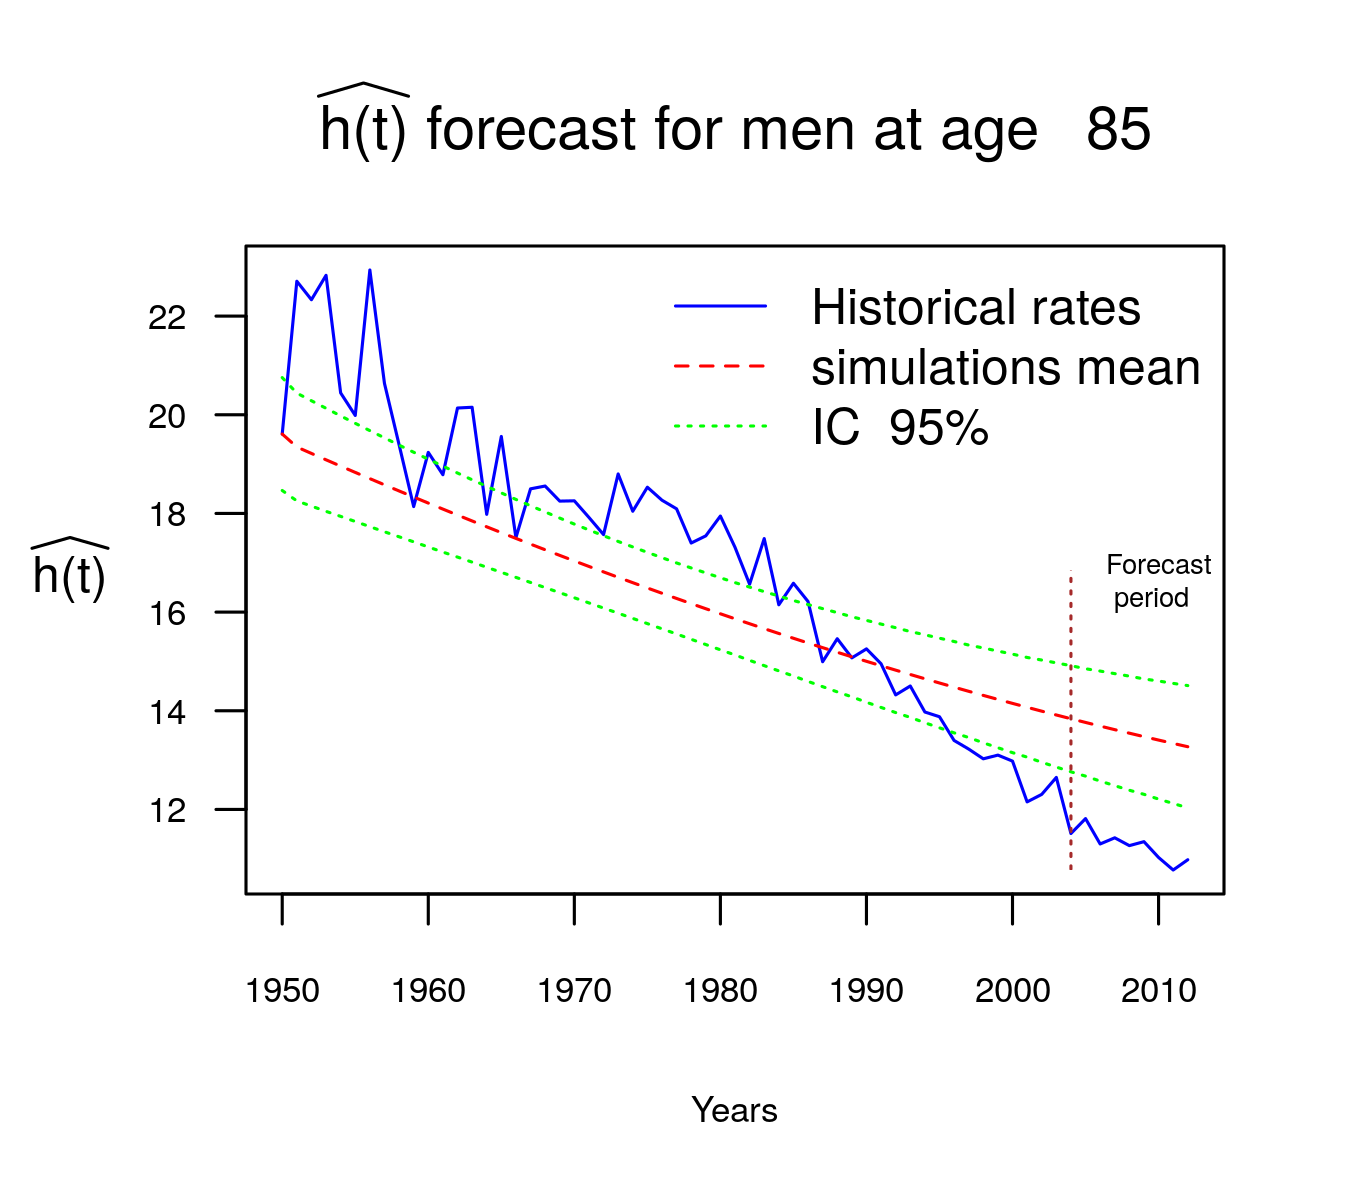 h(t) forecast for men at age 85
Historical rates
simulations mean
IC 95%
22
20
18
16
14
12
h(t)
Forecast
period
1950 1960 1970 1980 1990 2000 2010
Years